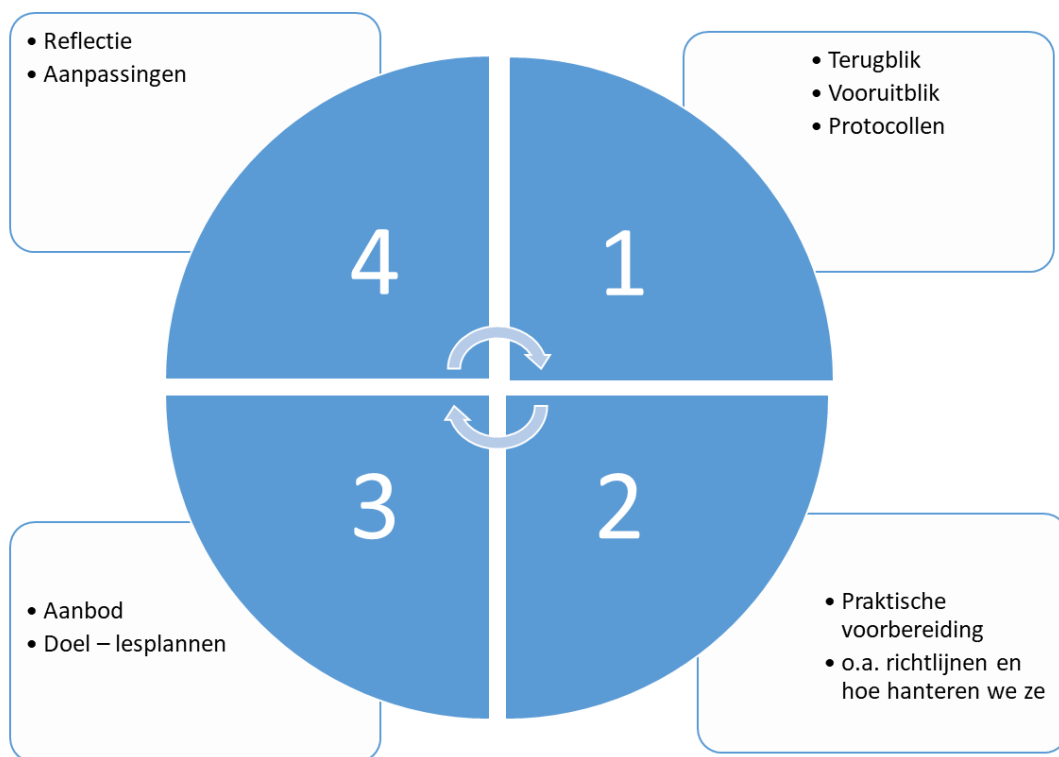 • Reflectie
• Aanpassingen
• Terugblik
• Vooruitblik
• Protocollen
4
1
3
2
• Aanbod
• Doel – lesplannen
• Praktische
voorbereiding
• o.a. richtlijnen en
hoe hanteren we ze